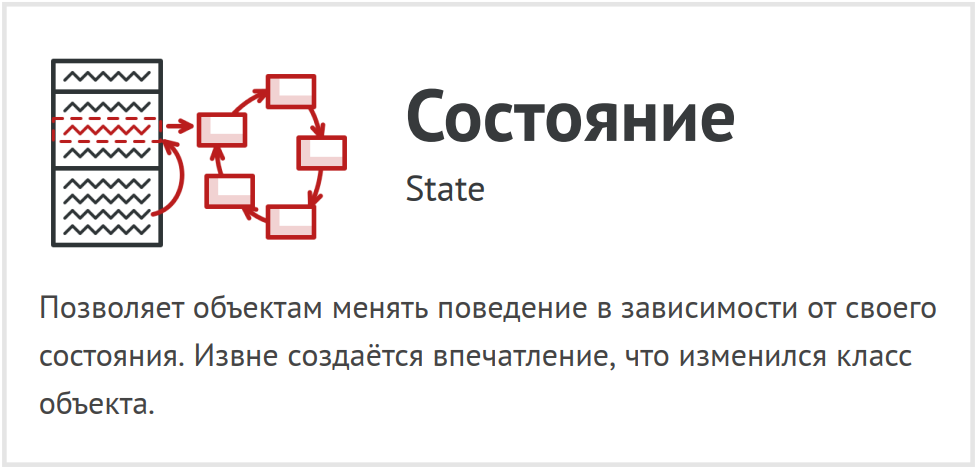 Состояние
State
Позволяет объектам менять поведение в зависимости от своего
состояния. Извне создаётся впечатление, что изменился класс
объекта.